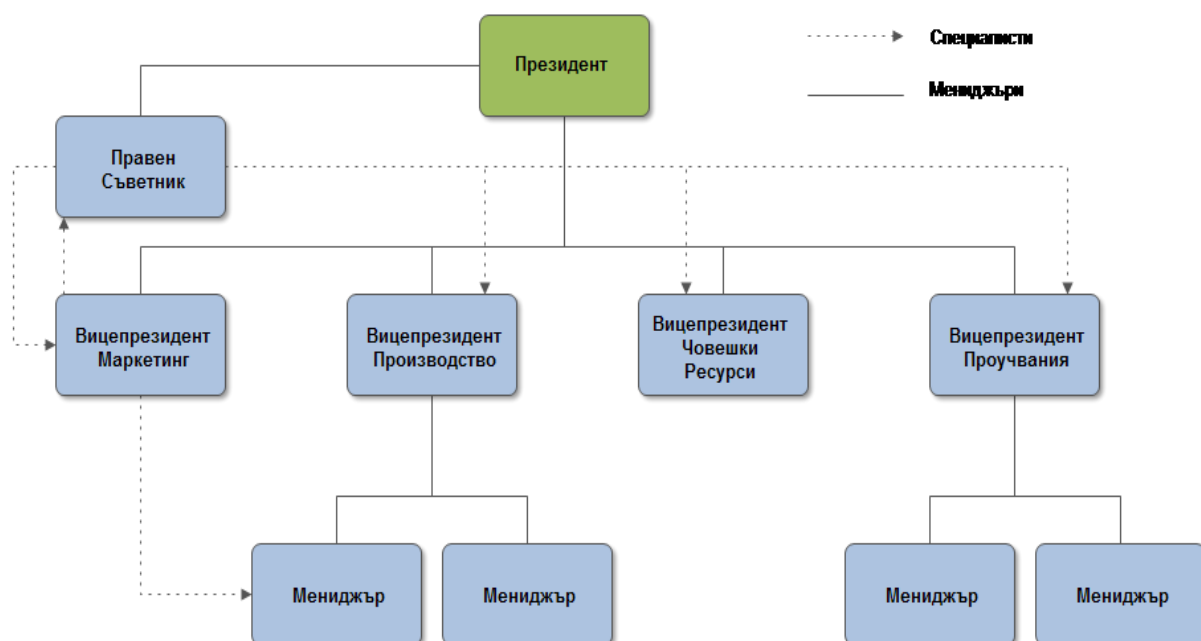 Президент
Специалисти
Мениджъри
Правен
Съветник
Вицепрезидент
Маркетинг
Вицепрезидент
Производство
Вицепрезидент
Човешки
Ресурси
Вицепрезидент
Проучвания
Мениджър
Мениджър
Мениджър
Мениджър